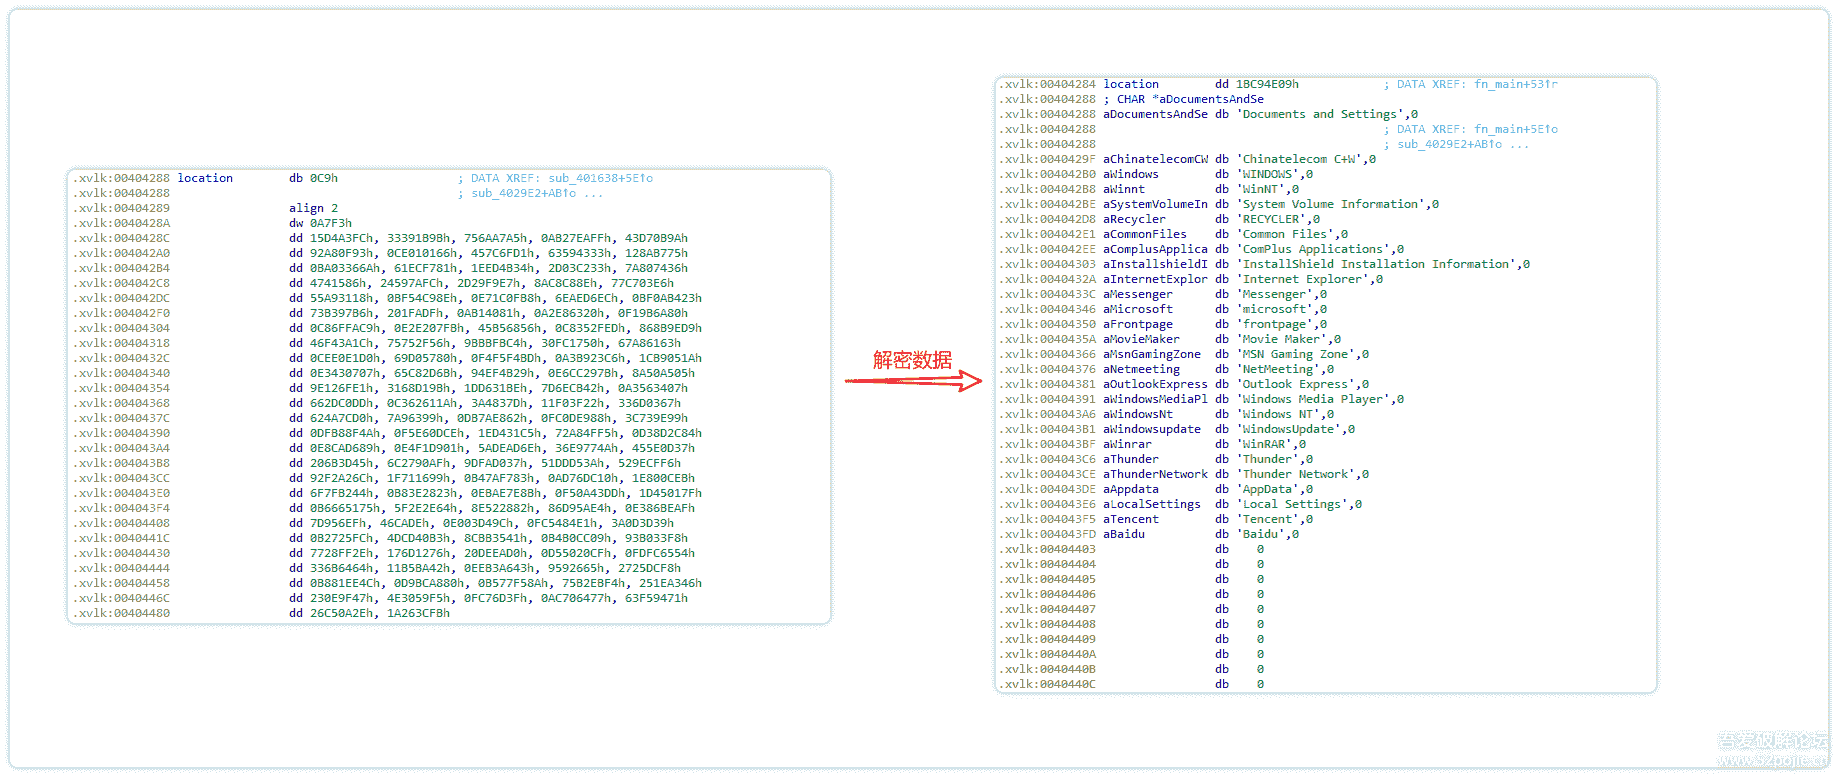 .xvlk:00404288 location db 0C9h ; DATA XREF: sub_401638+5E↑o
.xvlk:00404288 ; sub_4029E2+AB↑o ...
.xvlk:00404289 align 2
.xvlk:0040428A dw 0A7F3h
.xvlk:0040428C dd 15D4A3FCh, 33391B9Bh, 756AA7A5h, 0AB27EAFFh, 43D70B9Ah
.xvlk:004042A0 dd 92A80F93h, 0CE010166h, 457C6FD1h, 63594333h, 128AB775h
.xvlk:004042B4 dd 0BA03366Ah, 61ECF781h, 1EED4B34h, 2D03C233h, 7A807436h
.xvlk:004042C8 dd 4741586h, 24597AFCh, 2D29F9E7h, 8AC8C88Eh, 77C703E6h
.xvlk:004042DC dd 55A93118h, 0BF54C98Eh, 0E71C0FB8h, 6EAED6ECh, 0BF0AB423h
.xvlk:004042F0 dd 73B397B6h, 201FADFh, 0AB14081h, 0A2E86320h, 0F19B6A80h
.xvlk:00404304 dd 0C86FFAC9h, 0E2E207FBh, 45B56856h, 0C8352FEDh, 868B9ED9h
.xvlk:00404318 dd 46F43A1Ch, 75752F56h, 9BBBFBC4h, 30FC1750h, 67A86163h
.xvlk:0040432C dd 0CEE0E1D0h, 69D05780h, 0F4F5F4BDh, 0A3B923C6h, 1CB9051Ah
.xvlk:00404340 dd 0E3430707h, 65C82D6Bh, 94EF4B29h, 0E6CC297Bh, 8A50A505h
.xvlk:00404354 dd 9E126FE1h, 3168D19Bh, 1DD631BEh, 7D6ECB42h, 0A3563407h
.xvlk:00404368 dd 662DC0DDh, 0C362611Ah, 3A4837Dh, 11F03F22h, 336D0367h
.xvlk:0040437C dd 624A7CD0h, 7A96399h, 0DB7AE862h, 0FC0DE988h, 3C739E99h
.xvlk:00404390 dd 0DFB88F4Ah, 0F5E60DCEh, 1ED431C5h, 72A84FF5h, 0D38D2C84h
.xvlk:004043A4 dd 0E8CAD689h, 0E4F1D901h, 5ADEAD6Eh, 36E9774Ah, 455E0D37h
.xvlk:004043B8 dd 206B3D45h, 6C2790AFh, 9DFAD037h, 51DDD53Ah, 529ECFF6h
.xvlk:004043CC dd 92F2A26Ch, 1F711699h, 0B47AF783h, 0AD76DC10h, 1E800CEBh
.xvlk:004043E0 dd 6F7FB244h, 0B83E2823h, 0EBAE7E8Bh, 0F50A43DDh, 1D45017Fh
.xvlk:004043F4 dd 0B6665175h, 5F2E2E64h, 8E522882h, 86D95AE4h, 0E386BEAFh
.xvlk:00404408 dd 7D956EFh, 46CADEh, 0E003D49Ch, 0FC5484E1h, 3A0D3D39h
.xvlk:0040441C dd 0B2725FCh, 4DCD40B3h, 8CBB3541h, 0B4B0CC09h, 93B033F8h
.xvlk:00404430 dd 7728FF2Eh, 176D1276h, 20DEEAD0h, 0D55020CFh, 0FDFC6554h
.xvlk:00404444 dd 336B6464h, 11B5BA42h, 0EEB3A643h, 9592665h, 2725DCF8h
.xvlk:00404458 dd 0B881EE4Ch, 0D9BCA880h, 0B577F58Ah, 75B2EBF4h, 251EA346h
.xvlk:0040446C dd 230E9F47h, 4E3059F5h, 0FC76D3Fh, 0AC706477h, 63F59471h
.xvlk:00404480 dd 26C50A2Eh, 1A263CFBh
解密数据
.xvlk:00404284 location dd 1BC94E09h ; DATA XREF: fn_main+53↑r
.xvlk:00404288 ; CHAR *aDocumentsAndSe
.xvlk:00404288 aDocumentsAndSe db 'Documents and Settings',0
.xvlk:00404288 ; DATA XREF: fn_main+5E↑o
.xvlk:00404288 ; sub_4029E2+AB↑o ...
.xvlk:0040429F aChinatelecomCW db 'Chinatelecom C+W',0
.xvlk:004042B0 aWindows db 'WINDOWS',0
.xvlk:004042B8 aWinnt db 'WinNT',0
.xvlk:004042BE aSystemVolumeIn db 'System Volume Information',0
.xvlk:004042D8 aRecycler db 'RECYCLER',0
.xvlk:004042E1 aCommonFiles db 'Common Files',0
.xvlk:004042EE aComplusApplica db 'ComPlus Applications',0
.xvlk:00404303 aInstallshieldI db 'InstallShield Installation Information',0
.xvlk:0040432A aInternetExplor db 'Internet Explorer',0
.xvlk:0040433C aMessenger db 'Messenger',0
.xvlk:00404346 aMicrosoft db 'microsoft',0
.xvlk:00404350 aFrontpage db 'frontpage',0
.xvlk:0040435A aMovieMaker db 'Movie Maker',0
.xvlk:00404366 aMsnGamingZone db 'MSN Gaming Zone',0
.xvlk:00404376 aNetmeeting db 'NetMeeting',0
.xvlk:00404381 aOutlookExpress db 'Outlook Express',0
.xvlk:00404391 aWindowsMediaPl db 'Windows Media Player',0
.xvlk:004043A6 aWindowsNt db 'Windows NT',0
.xvlk:004043B1 aWindowsupdate db 'WindowsUpdate',0
.xvlk:004043BF aWinrar db 'WinRAR',0
.xvlk:004043C6 aThunder db 'Thunder',0
.xvlk:004043CE aThunderNetwork db 'Thunder Network',0
.xvlk:004043DE aAppdata db 'AppData',0
.xvlk:004043E6 aLocalSettings db 'Local Settings',0
.xvlk:004043F5 aTencent db 'Tencent',0
.xvlk:004043FD aBaidu db 'Baidu',0
.xvlk:00404403 db 0
.xvlk:00404404 db 0
.xvlk:00404405 db 0
.xvlk:00404406 db 0
.xvlk:00404407 db 0
.xvlk:00404408 db 0
.xvlk:00404409 db 0
.xvlk:0040440A db 0
.xvlk:0040440B db 0
.xvlk:0040440C db 0
吾爱破解论坛
www.52pojie.cn